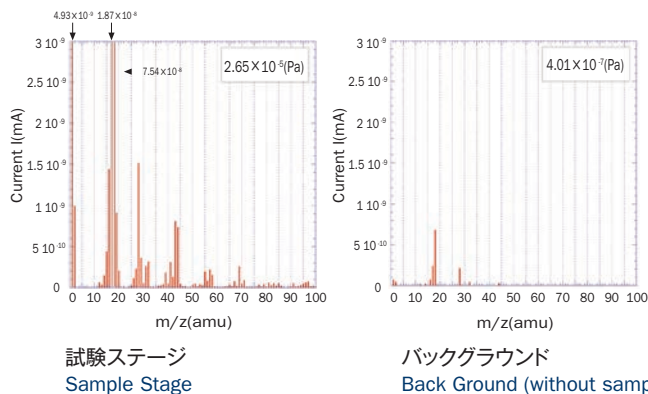 4.93×10⁻⁹ 1.87×10⁻⁸
3 10⁻⁹
2.5 10⁻⁹
2 10⁻⁹
1.5 10⁻⁹
1 10⁻⁹
5 10⁻¹⁰
0
Current I(mA)
7.54×10⁻⁸
2.65×10⁻⁵(Pa)
0 10 20 30 40 50 60 70 80 90 100
m/z(amu)
試験ステージ
Sample Stage
3 10⁻⁹
2.5 10⁻⁹
2 10⁻⁹
1.5 10⁻⁹
1 10⁻⁹
5 10⁻¹⁰
0
Current I(mA)
4.01×10⁻⁷(Pa)
0 10 20 30 40 50 60 70 80 90 100
m/z(amu)
バックグラウンド
Back Ground (without samp